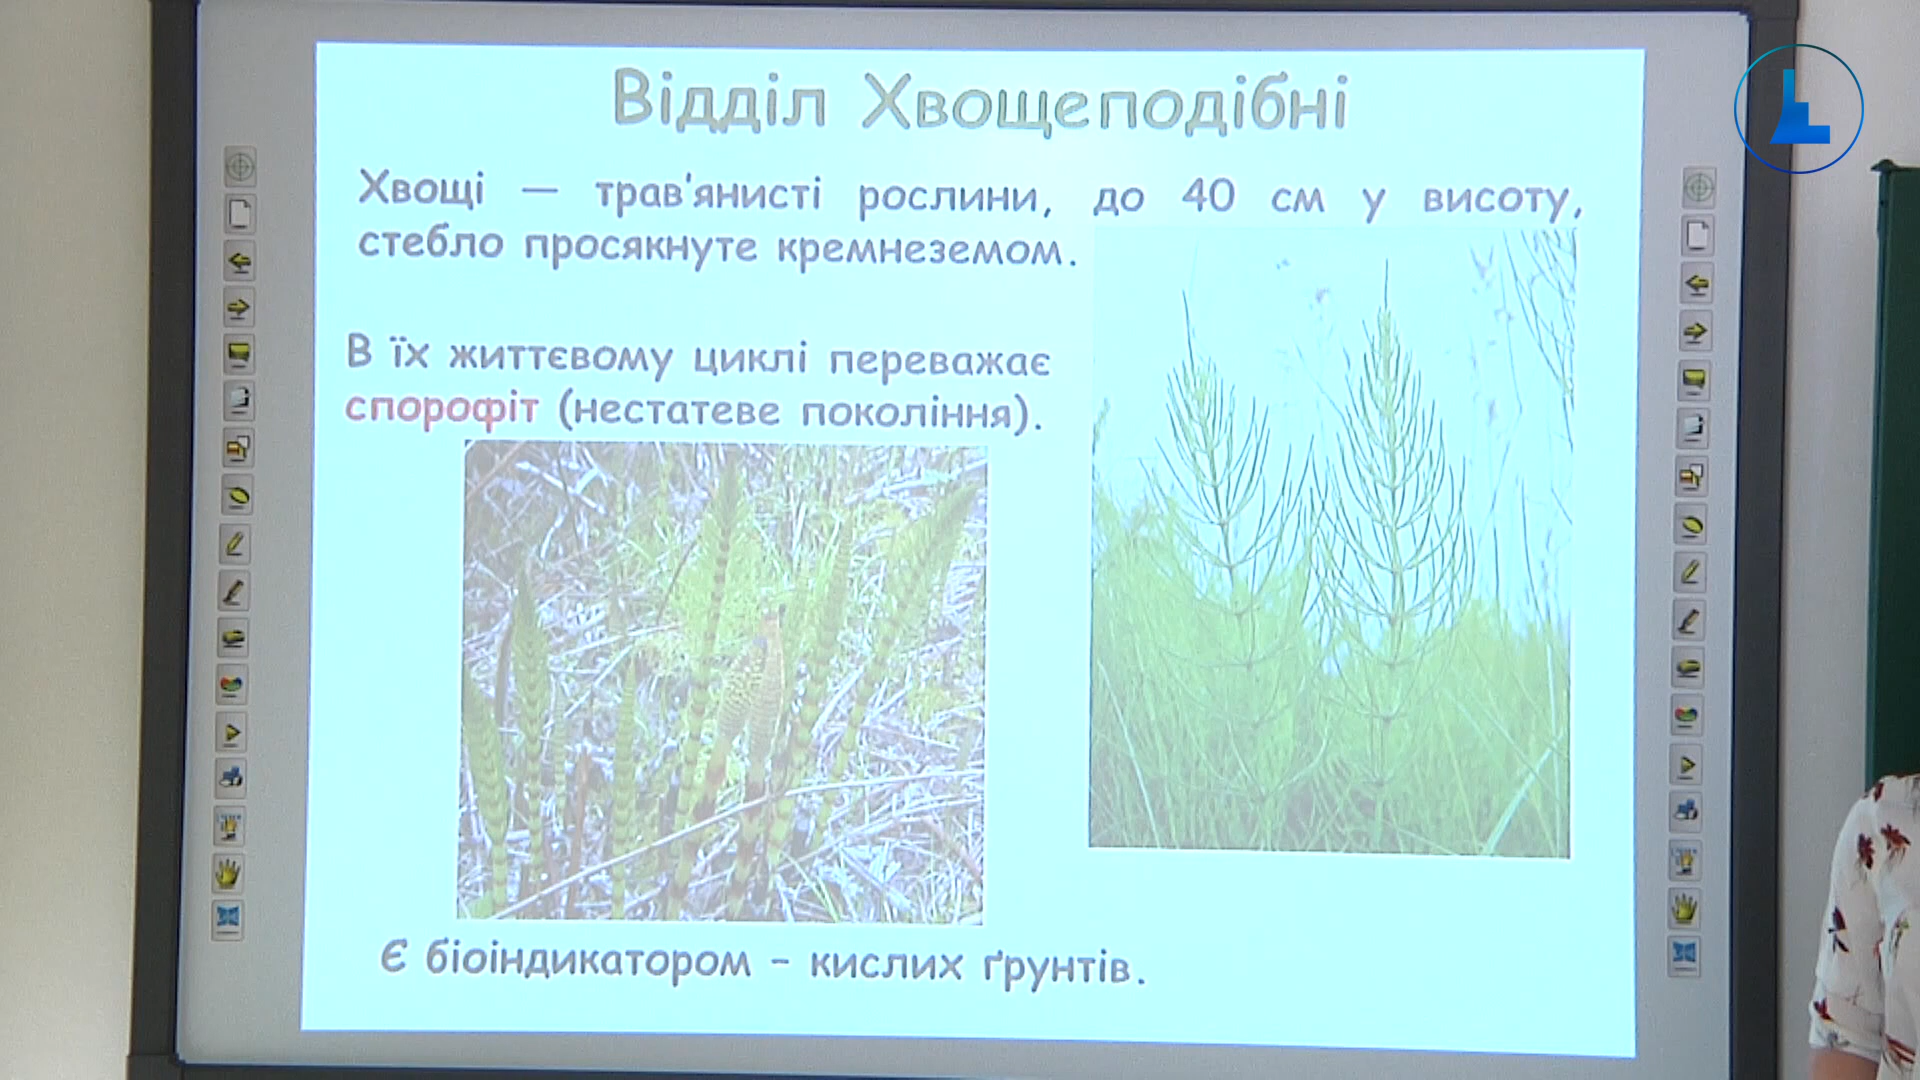 Відділ Хвощеподібні
Хвощі — трав'янисті рослини, до 40 см у висоту,
стебло просякнуте кремнеземом.
В їх життєвому циклі переважає
спорофіт (нестатеве покоління).
Є біоіндикатором – кислих ґрунтів.